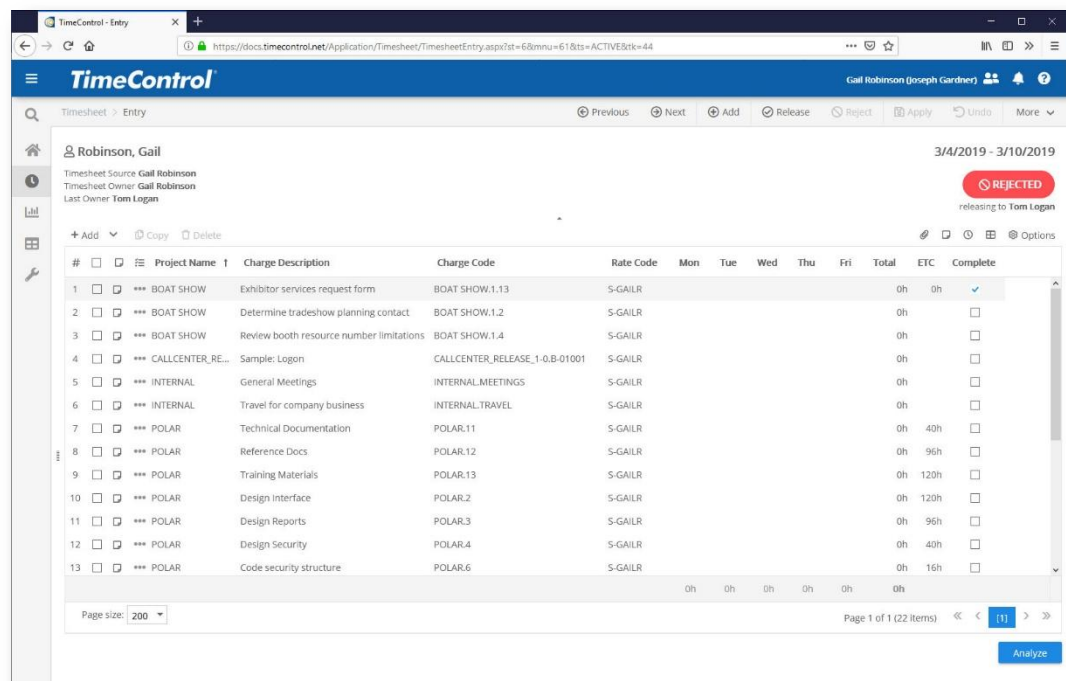 TimeControl - Entry
https://docs.timecontrol.net/Application/Timesheet/TimesheetEntry.aspx?st=6&mnu=61&ts=ACTIVE&tk=44
TimeControl
Gail Robinson (Joseph Gardner)
Timesheet > Entry Previous Next Add Release Reject Apply Undo More
Robinson, Gail 3/4/2019 - 3/10/2019
Timesheet Source Gail Robinson
Timesheet Owner Gail Robinson
Last Owner Tom Logan
REJECTED
releasing to Tom Logan
+ Add Copy Delete Options
# Project Name ↑ Charge Description Charge Code Rate Code Mon Tue Wed Thu Fri Total ETC Complete
1 BOAT SHOW Exhibitor services request form BOAT SHOW.1.13 S-GAILR 0h 0h
2 BOAT SHOW Determine tradeshow planning contact BOAT SHOW.1.2 S-GAILR 0h
3 BOAT SHOW Review booth resource number limitations BOAT SHOW.1.4 S-GAILR 0h
4 CALLCENTER_RE... Sample: Logon CALLCENTER_RELEASE_1-0.B-01001 S-GAILR 0h
5 INTERNAL General Meetings INTERNAL.MEETINGS S-GAILR 0h
6 INTERNAL Travel for company business INTERNAL.TRAVEL S-GAILR 0h
7 POLAR Technical Documentation POLAR.11 S-GAILR 0h 40h
8 POLAR Reference Docs POLAR.12 S-GAILR 0h 96h
9 POLAR Training Materials POLAR.13 S-GAILR 0h 120h
10 POLAR Design Interface POLAR.2 S-GAILR 0h 120h
11 POLAR Design Reports POLAR.3 S-GAILR 0h 96h
12 POLAR Design Security POLAR.4 S-GAILR 0h 40h
13 POLAR Code security structure POLAR.6 S-GAILR 0h 16h
0h 0h 0h 0h 0h 0h
Page size: 200 Page 1 of 1 (22 items) [1]
Analyze